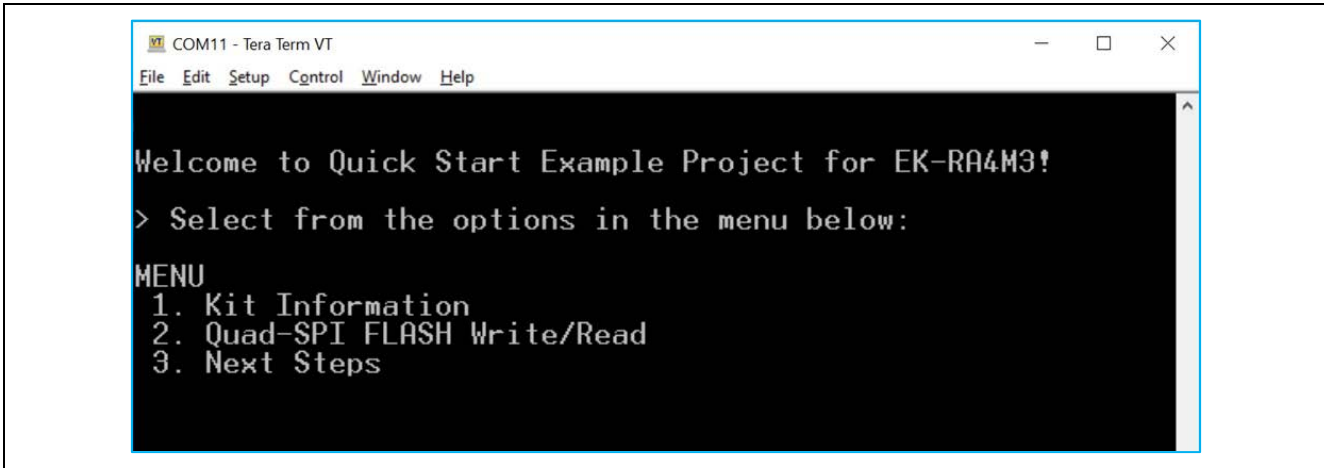 COM11 - Tera Term VT
File Edit Setup Control Window Help
Welcome to Quick Start Example Project for EK-RA4M3!
> Select from the options in the menu below:
MENU
1. Kit Information
2. Quad-SPI FLASH Write/Read
3. Next Steps